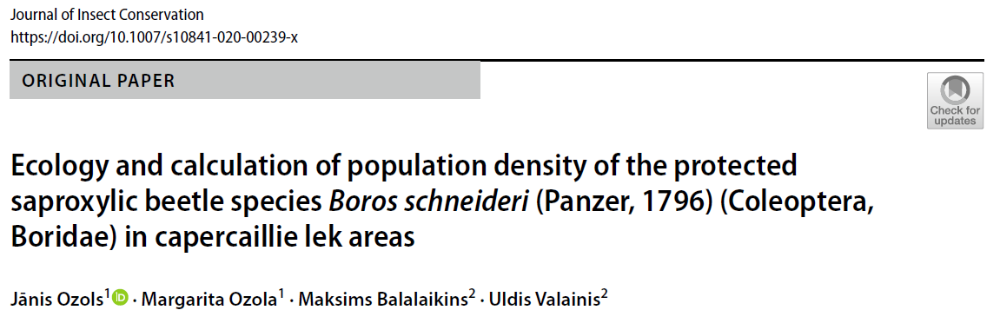 Journal of Insect Conservation
https://doi.org/10.1007/s10841-020-00239-x
ORIGINAL PAPER
Check for
updates
Ecology and calculation of population density of the protected
saproxylic beetle species Boros schneideri (Panzer, 1796) (Coleoptera,
Boridae) in capercaillie lek areas
Jānis Ozols1 iD · Margarita Ozola1 · Maksims Balalaikins2 · Uldis Valainis2